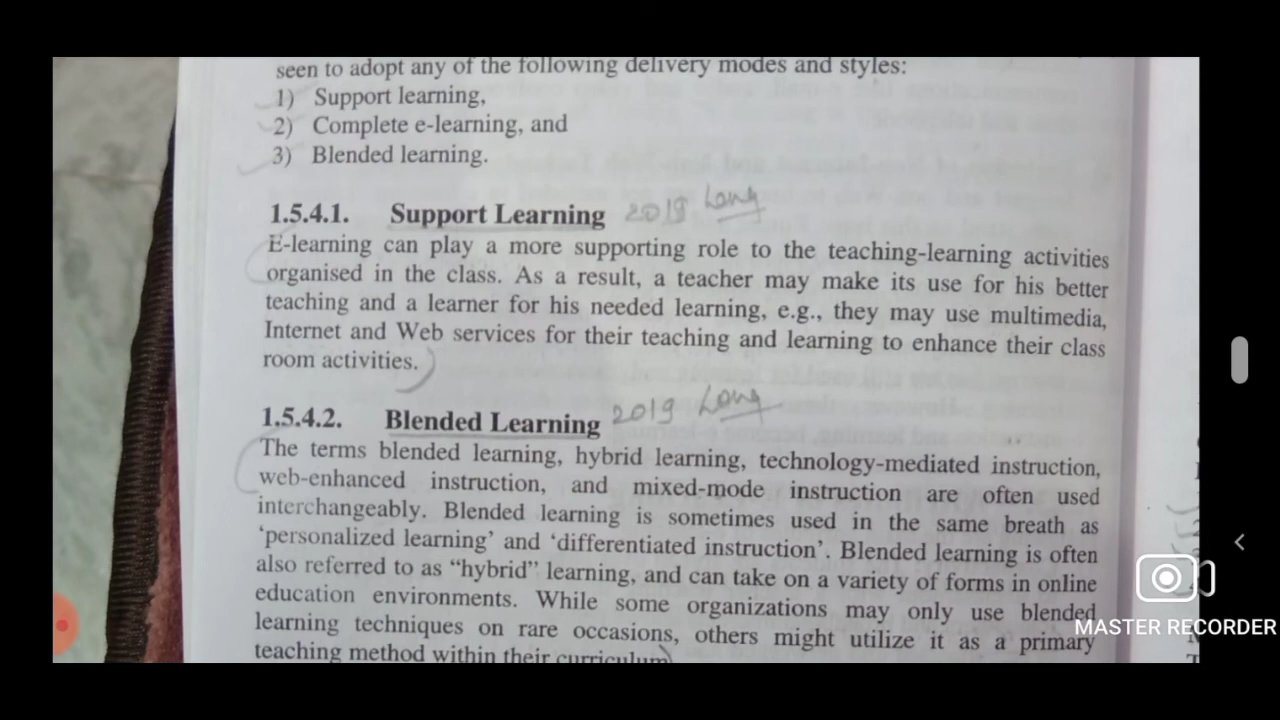 seen to adopt any of the following delivery modes and styles:
1) Support learning,
2) Complete e-learning, and
3) Blended learning.
1.5.4.1. Support Learning 2019 Long
E-learning can play a more supporting role to the teaching-learning activities
organised in the class. As a result, a teacher may make its use for his better
teaching and a learner for his needed learning, e.g., they may use multimedia,
Internet and Web services for their teaching and learning to enhance their class
room activities.
1.5.4.2. Blended Learning 2019 Long
The terms blended learning, hybrid learning, technology-mediated instruction,
web-enhanced instruction, and mixed-mode instruction are often used
interchangeably. Blended learning is sometimes used in the same breath as
‘personalized learning’ and ‘differentiated instruction’. Blended learning is often
also referred to as “hybrid” learning, and can take on a variety of forms in online
education environments. While some organizations may only use blended
learning techniques on rare occasions, others might utilize it as a primary
teaching method within their curriculum
MASTER RECORDER